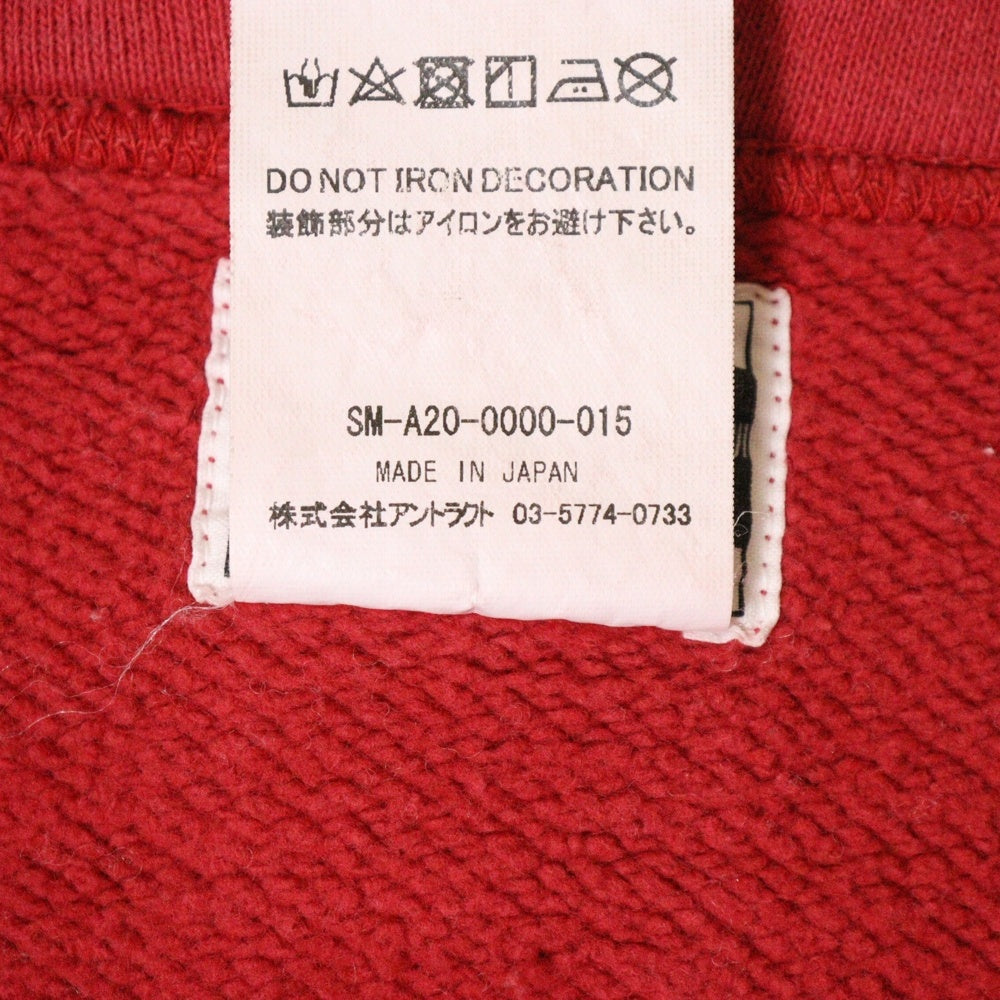 DO NOT IRON DECORATION
装飾部分はアイロンをお避け下さい。
SM-A20-0000-015
MADE IN JAPAN
株式会社アントラクト 03-5774-0733